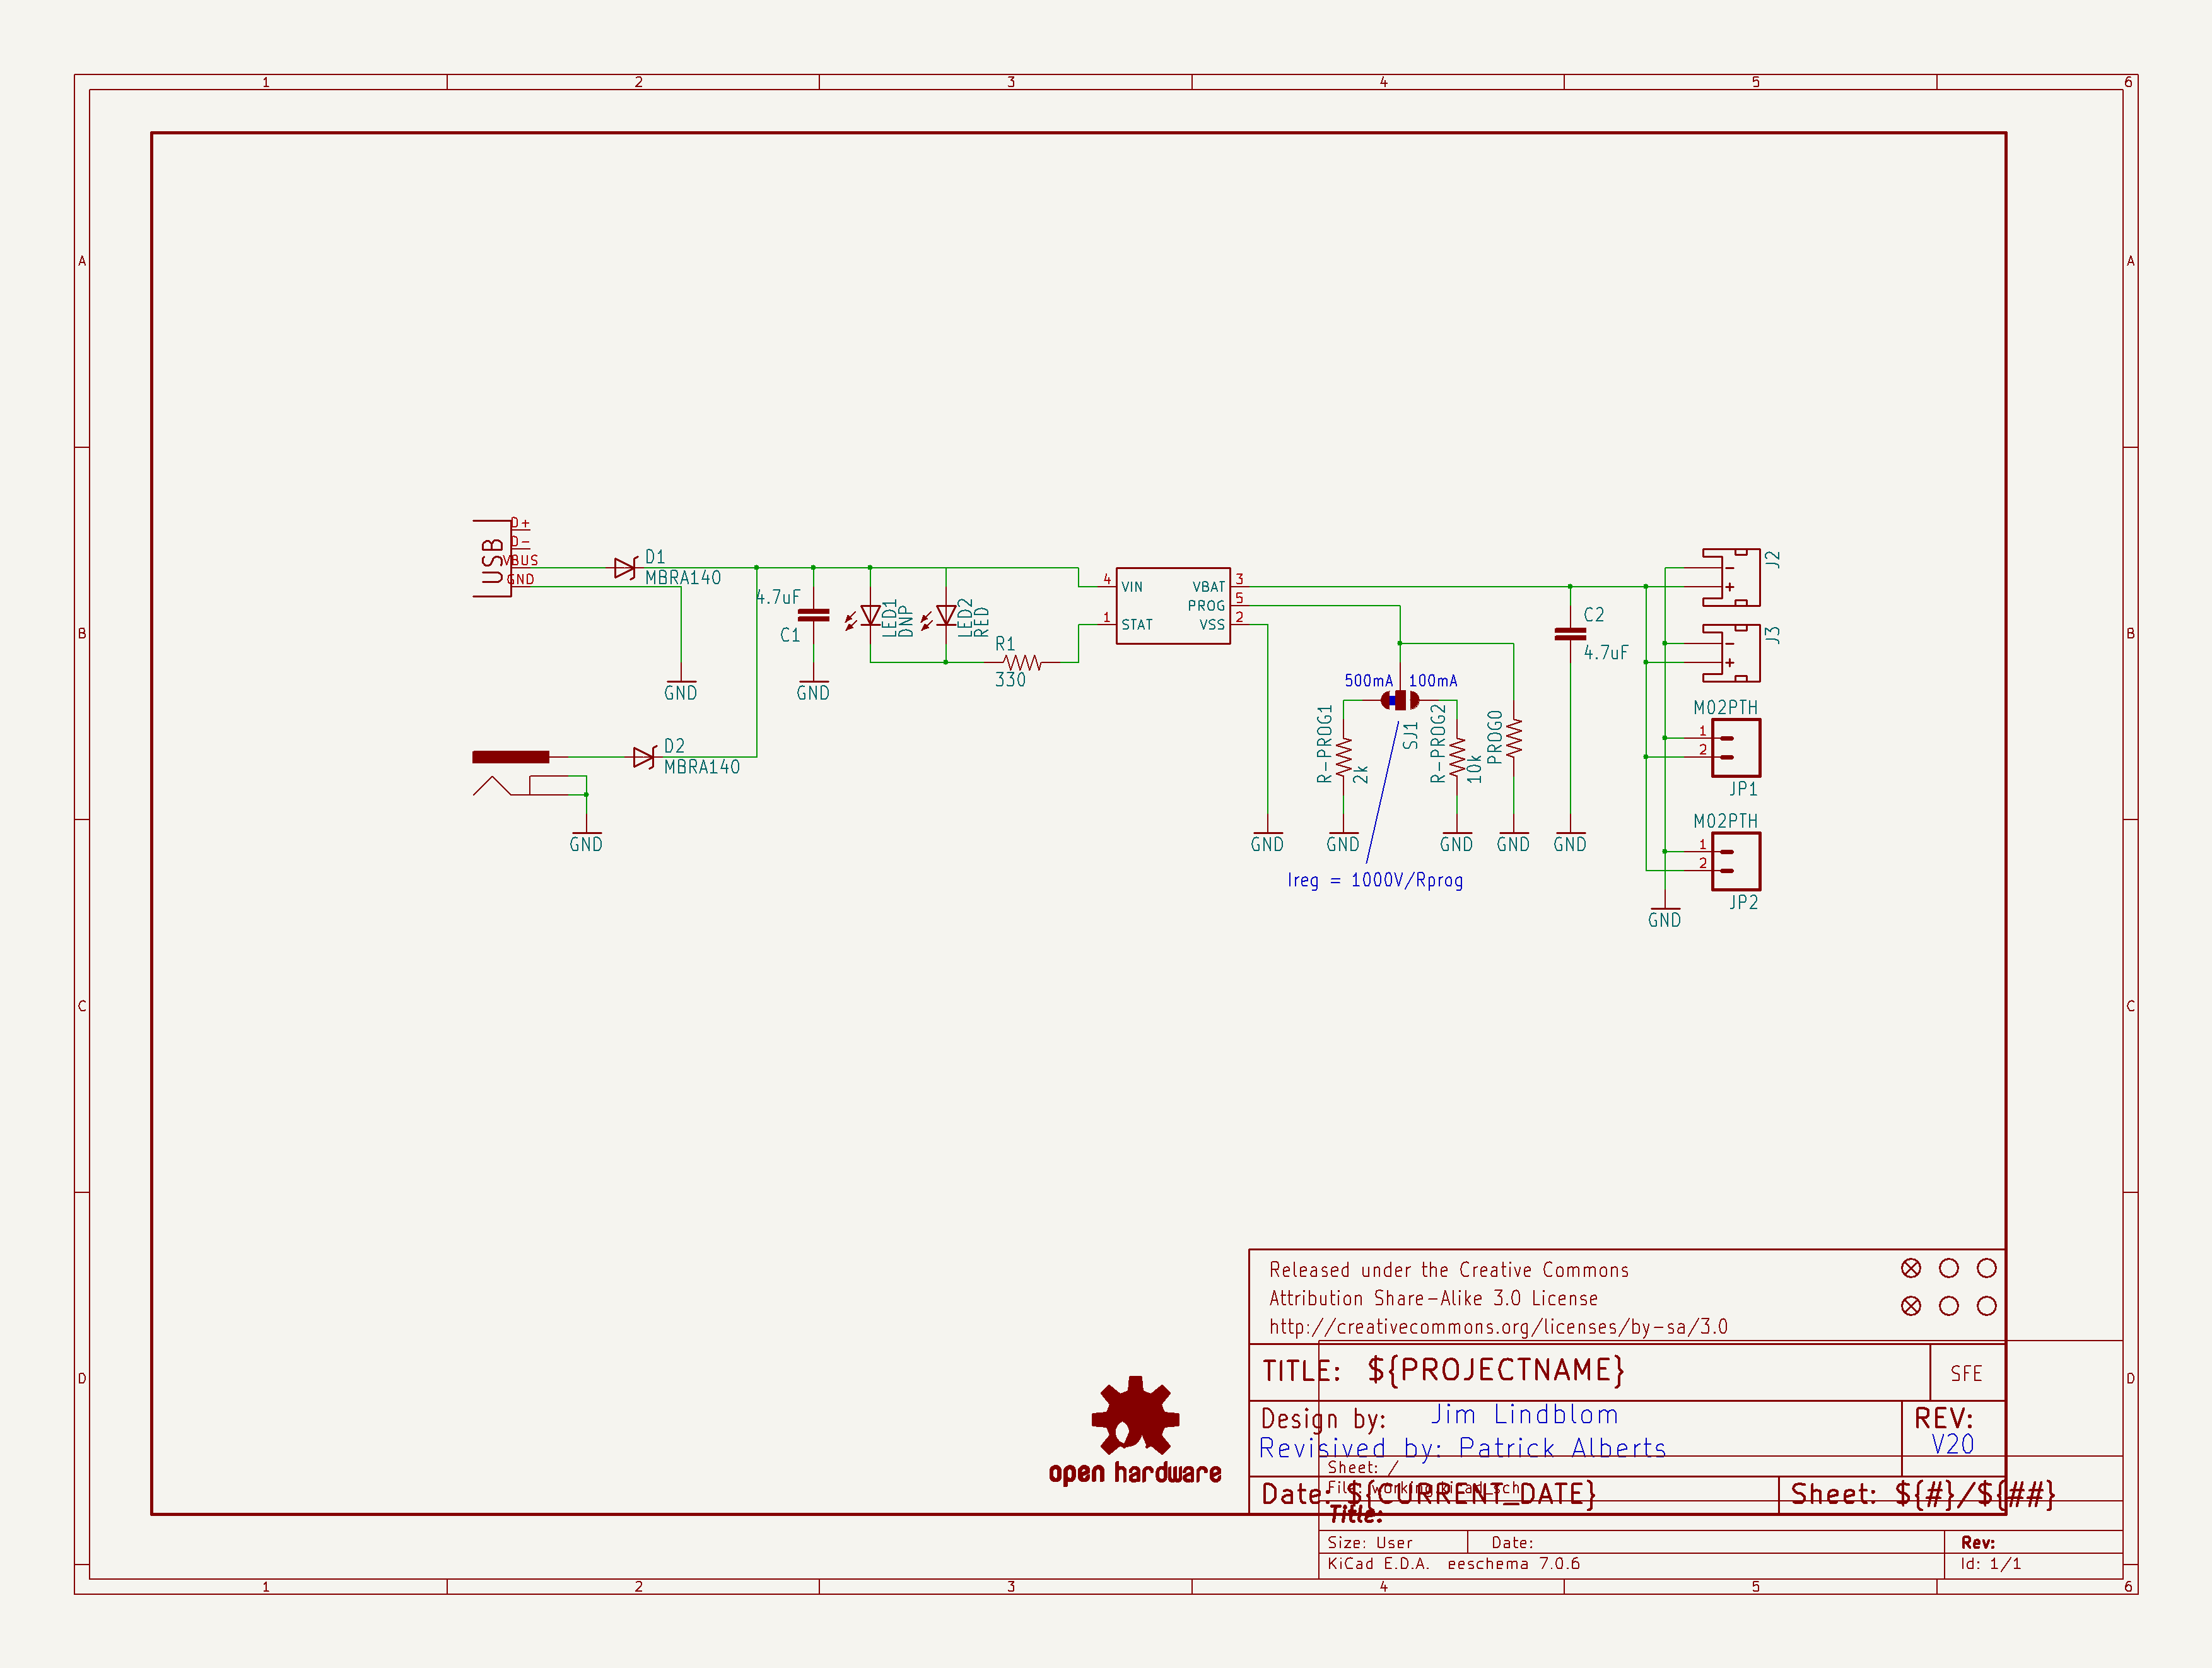 1 2 3 4 5 6
A A
B B
C C
D D
USB
D+
D-
VBUS
GND
D1
MBRA140
GND
D2
MBRA140
GND
4.7uF
C1
GND
LED1
DNP
LED2
RED
R1
330
4 VIN
1 STAT
VBAT 3
PROG 5
VSS 2
GND
500mA 100mA
SJ1
R-PROG1
2k
GND
R-PROG2
10k
GND
PROG0
GND
Ireg = 1000V/Rprog
C2
4.7uF
GND
J2
-
+
J3
-
+
M02PTH
1
2
JP1
M02PTH
1
2
JP2
GND
Released under the Creative Commons
Attribution Share-Alike 3.0 License
http://creativecommons.org/licenses/by-sa/3.0
TITLE: ${PROJECTNAME}
SFE
Design by: Jim Lindblom
Revisived by: Patrick Alberts
REV:
V20
Date: ${CURRENT_DATE}
Sheet: ${#}/${##}
open hardware
Sheet: /
File: working.kicad_sch
Title:
Size: User Date:
Rev:
KiCad E.D.A. eeschema 7.0.6
Id: 1/1
1 2 3 4 5 6